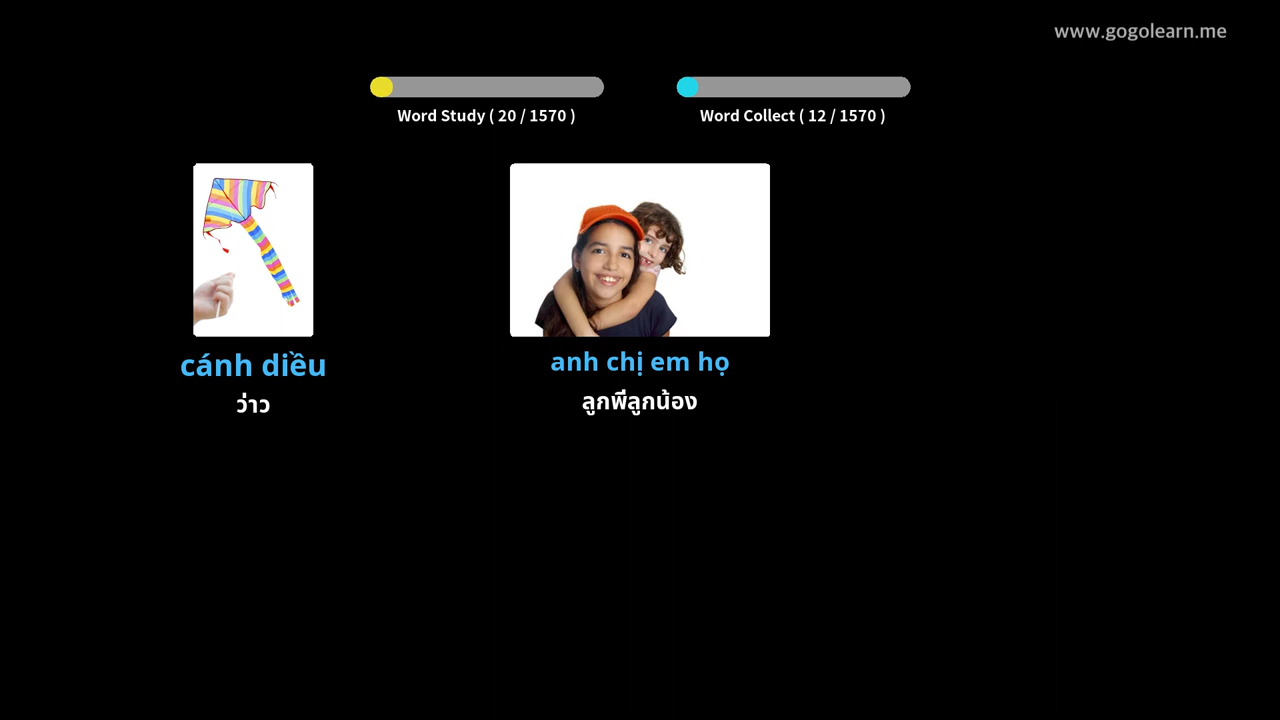 www.gogolearn.me
Word Study ( 20 / 1570 )
Word Collect ( 12 / 1570 )
cánh diều
ว่าว
anh chị em họ
ลูกพี่ลูกน้อง